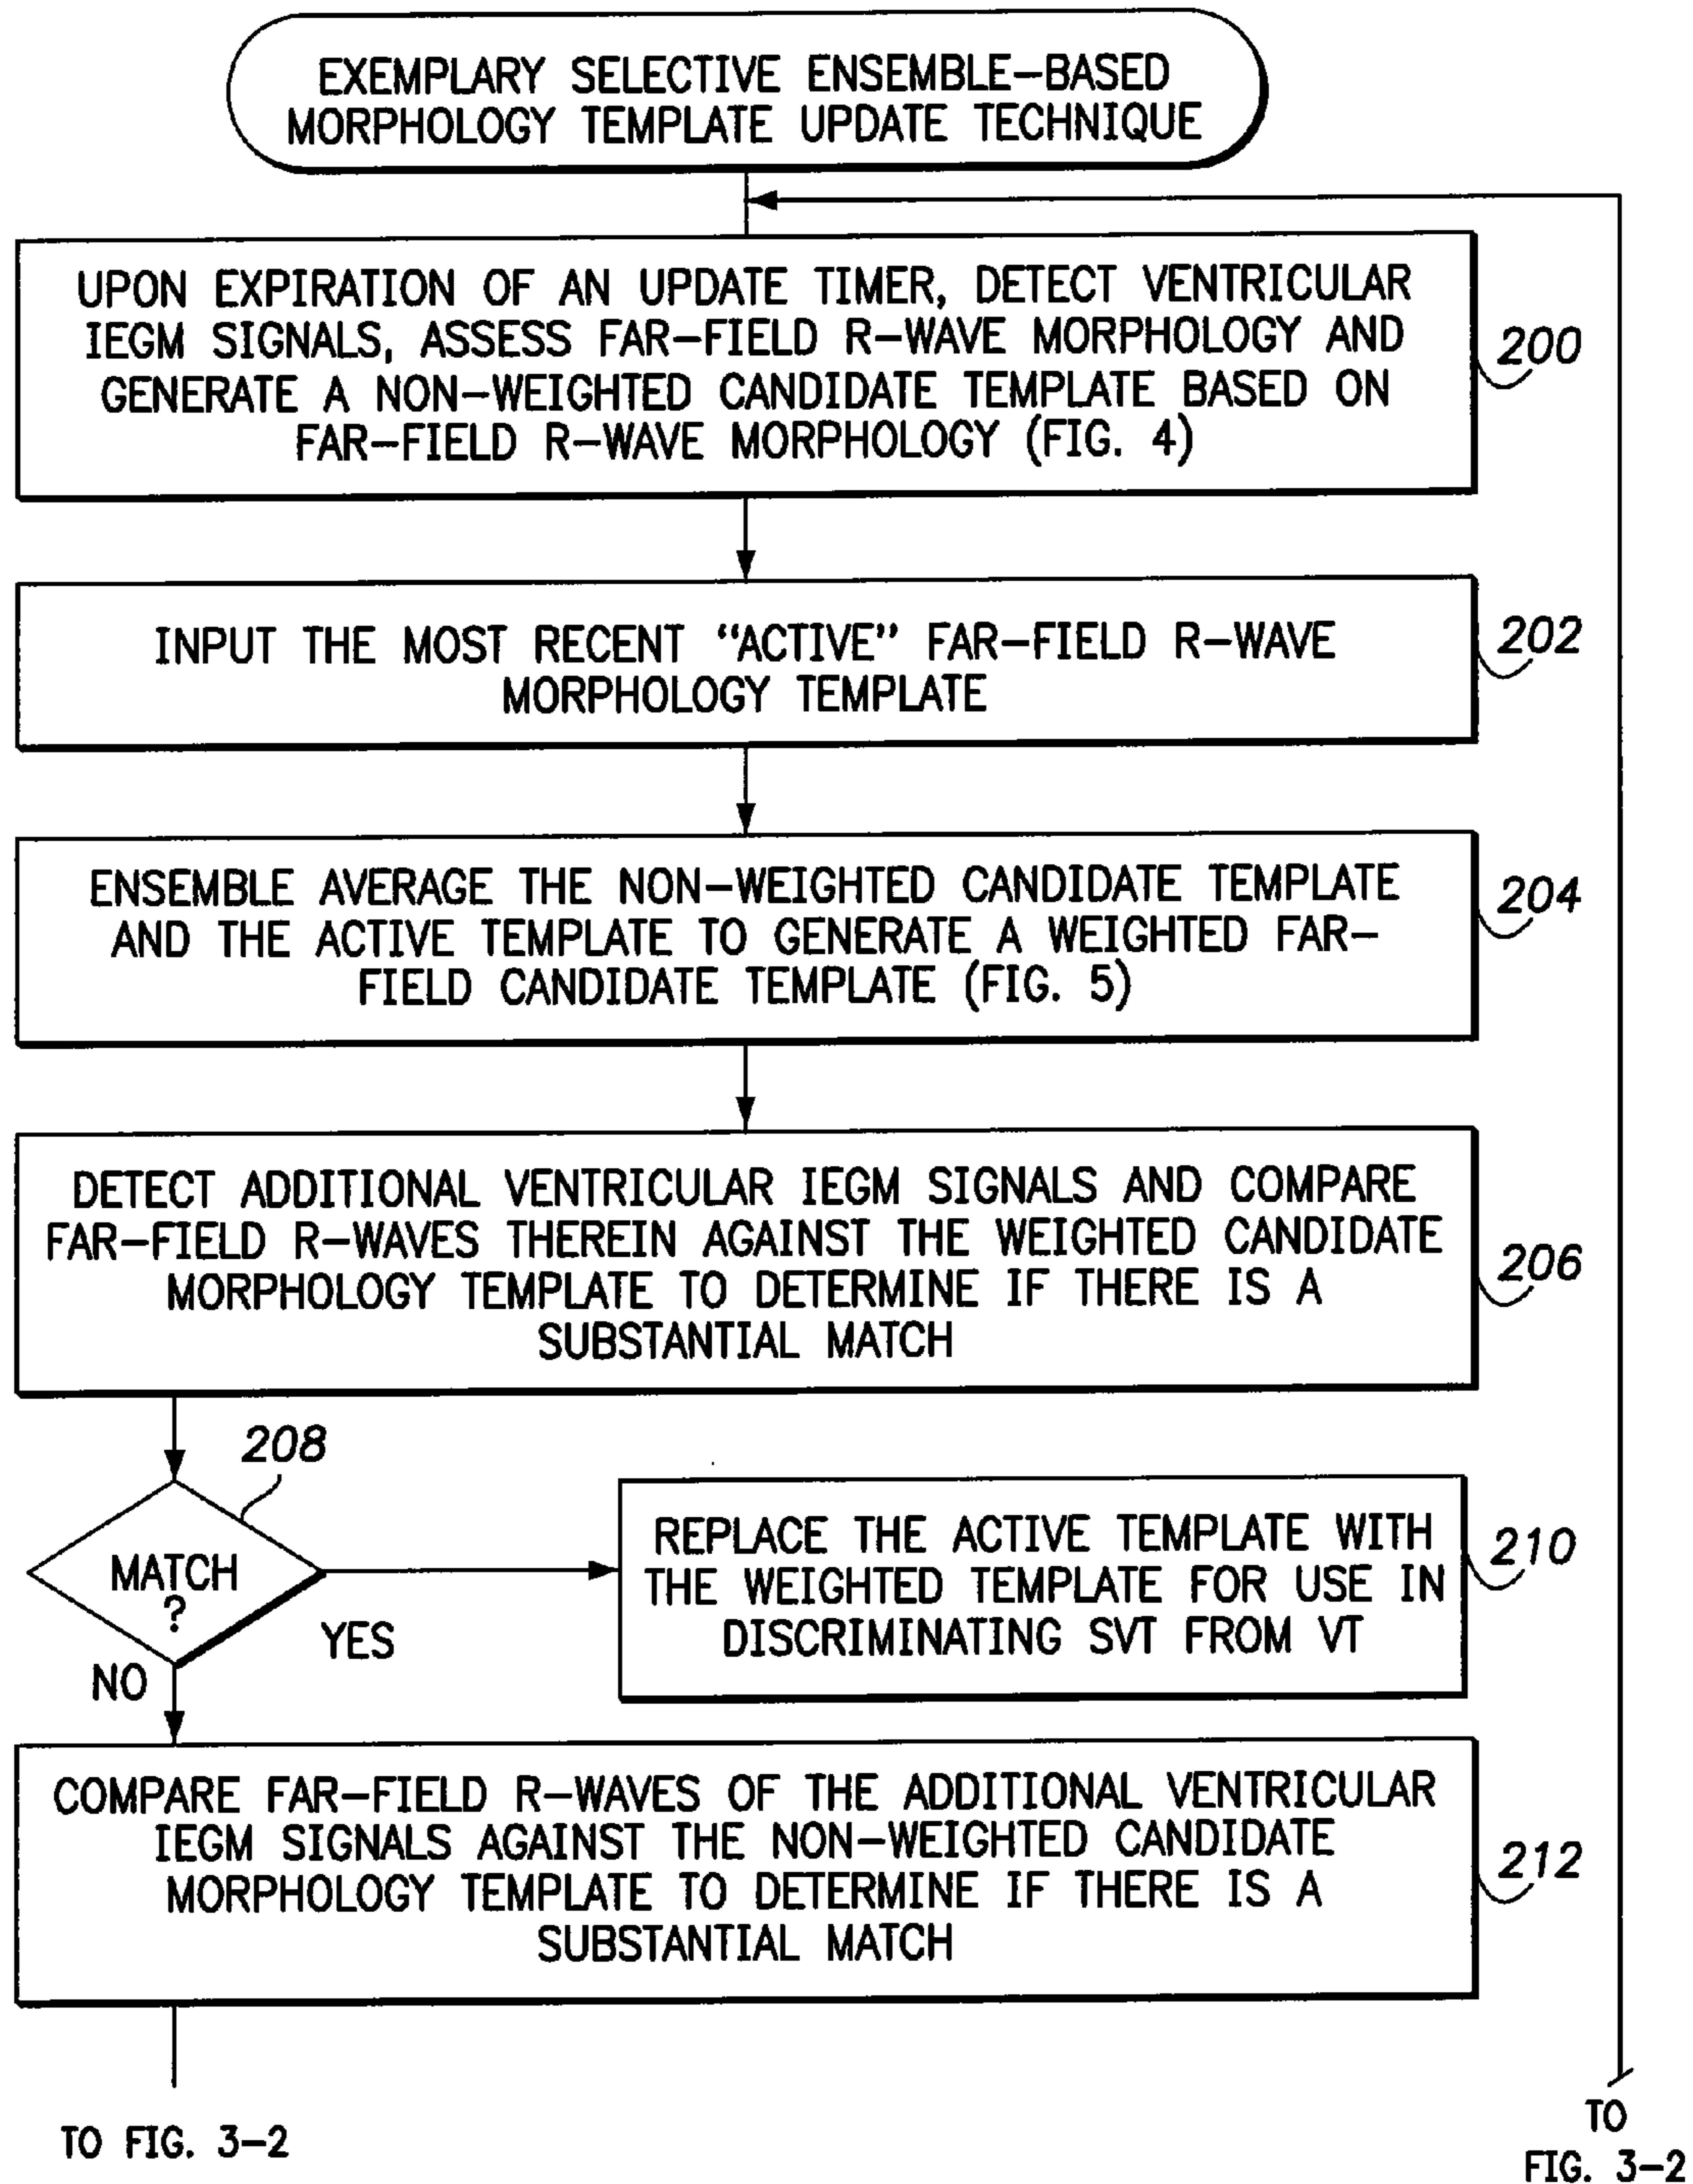 EXEMPLARY SELECTIVE ENSEMBLE-BASED
MORPHOLOGY TEMPLATE UPDATE TECHNIQUE
UPON EXPIRATION OF AN UPDATE TIMER, DETECT VENTRICULAR
IEGM SIGNALS, ASSESS FAR-FIELD R-WAVE MORPHOLOGY AND
GENERATE A NON-WEIGHTED CANDIDATE TEMPLATE BASED ON
FAR-FIELD R-WAVE MORPHOLOGY (FIG. 4)
200
INPUT THE MOST RECENT "ACTIVE" FAR-FIELD R-WAVE
MORPHOLOGY TEMPLATE
202
ENSEMBLE AVERAGE THE NON-WEIGHTED CANDIDATE TEMPLATE
AND THE ACTIVE TEMPLATE TO GENERATE A WEIGHTED FAR-
FIELD CANDIDATE TEMPLATE (FIG. 5)
204
DETECT ADDITIONAL VENTRICULAR IEGM SIGNALS AND COMPARE
FAR-FIELD R-WAVES THEREIN AGAINST THE WEIGHTED CANDIDATE
MORPHOLOGY TEMPLATE TO DETERMINE IF THERE IS A
SUBSTANTIAL MATCH
206
208
MATCH
?
YES
NO
REPLACE THE ACTIVE TEMPLATE WITH
THE WEIGHTED TEMPLATE FOR USE IN
DISCRIMINATING SVT FROM VT
210
COMPARE FAR-FIELD R-WAVES OF THE ADDITIONAL VENTRICULAR
IEGM SIGNALS AGAINST THE NON-WEIGHTED CANDIDATE
MORPHOLOGY TEMPLATE TO DETERMINE IF THERE IS A
SUBSTANTIAL MATCH
212
TO FIG. 3-2
TO
FIG. 3-2